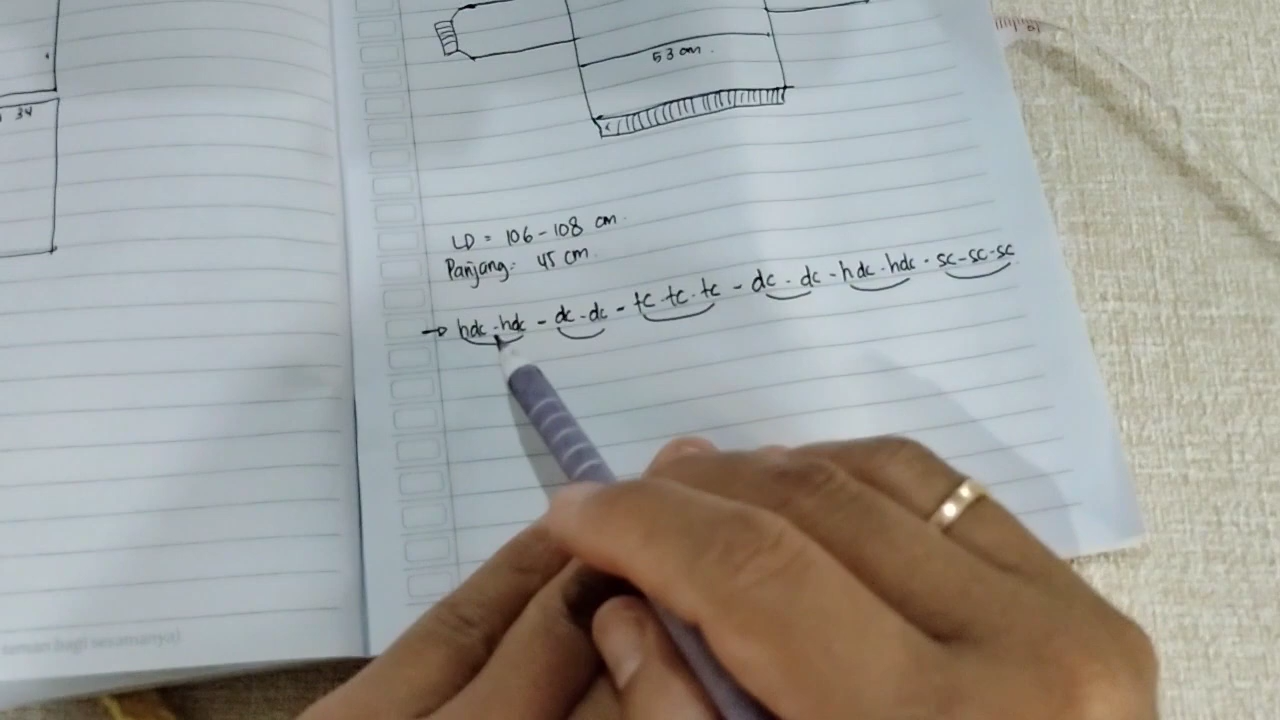 34
53 cm.
LD = 106 - 108 cm.
Panjang = 45 cm.
→ hdc - hdc - dc - dc - tc - tc - tc - dc - dc - hdc - hdc - sc - sc - sc